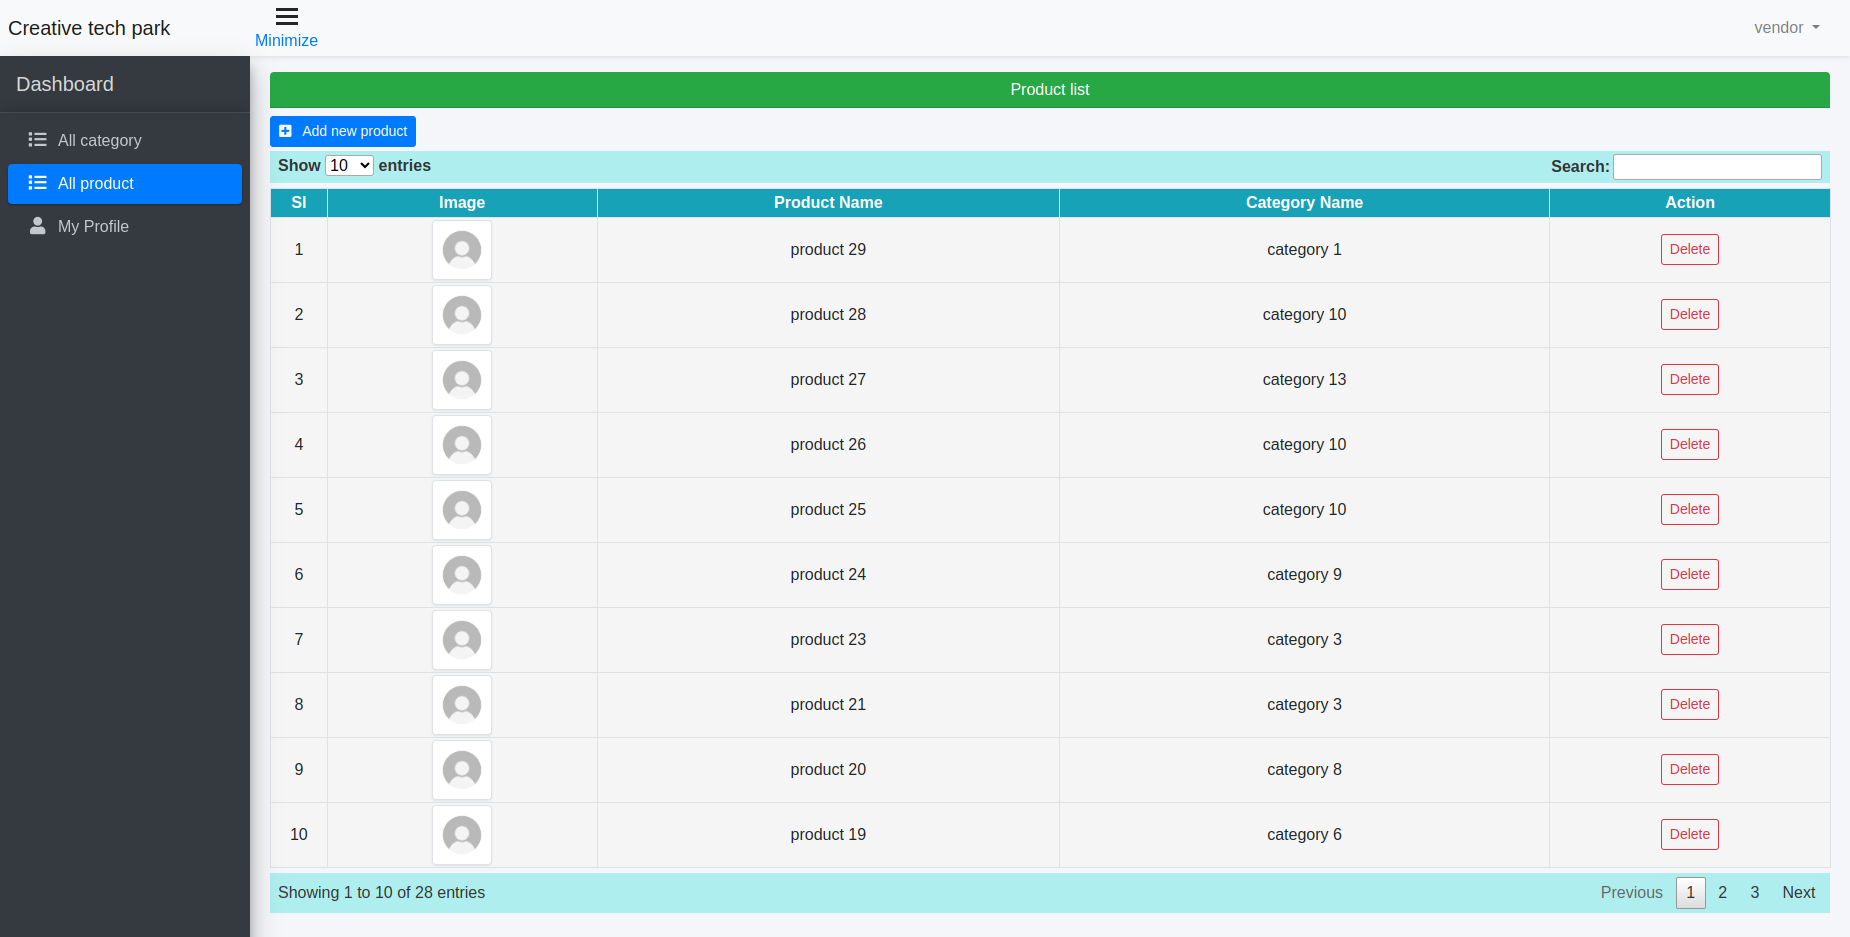 Creative tech park
Minimize
vendor
Dashboard
All category
All product
My Profile
Product list
Add new product
Show 10 entries
Search:
Sl Image Product Name Category Name Action
1 product 29 category 1 Delete
2 product 28 category 10 Delete
3 product 27 category 13 Delete
4 product 26 category 10 Delete
5 product 25 category 10 Delete
6 product 24 category 9 Delete
7 product 23 category 3 Delete
8 product 21 category 3 Delete
9 product 20 category 8 Delete
10 product 19 category 6 Delete
Showing 1 to 10 of 28 entries
Previous 1 2 3 Next